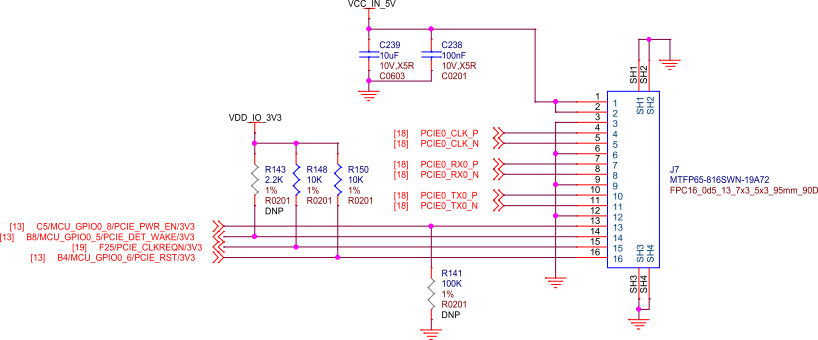 VCC_IN_5V
C239
10uF
10V,X5R
C0603
C238
100nF
10V,X5R
C0201
SH1
SH2
SH1
SH2
VDD_IO_3V3
1
2
3
4
5
6
7
8
9
10
11
12
13
14
15
16
1
2
3
4
5
6
7
8
9
10
11
12
13
14
15
16
[18] PCIE0_CLK_P
[18] PCIE0_CLK_N
[18] PCIE0_RX0_P
[18] PCIE0_RX0_N
[18] PCIE0_TX0_P
[18] PCIE0_TX0_N
J7
MTFP65-816SWN-19A72
FPC16_0d5_13_7x3_5x3_95mm_90D
R143
2.2K
1%
R0201
DNP
R148
10K
1%
R0201
R150
10K
1%
R0201
[13] C5/MCU_GPIO0_8/PCIE_PWR_EN/3V3
[13] B8/MCU_GPIO0_5/PCIE_DET_WAKE/3V3
[19] F25/PCIE_CLKREQN/3V3
[13] B4/MCU_GPIO0_6/PCIE_RST/3V3
R141
100K
1%
R0201
DNP
SH3
SH4
SH3
SH4